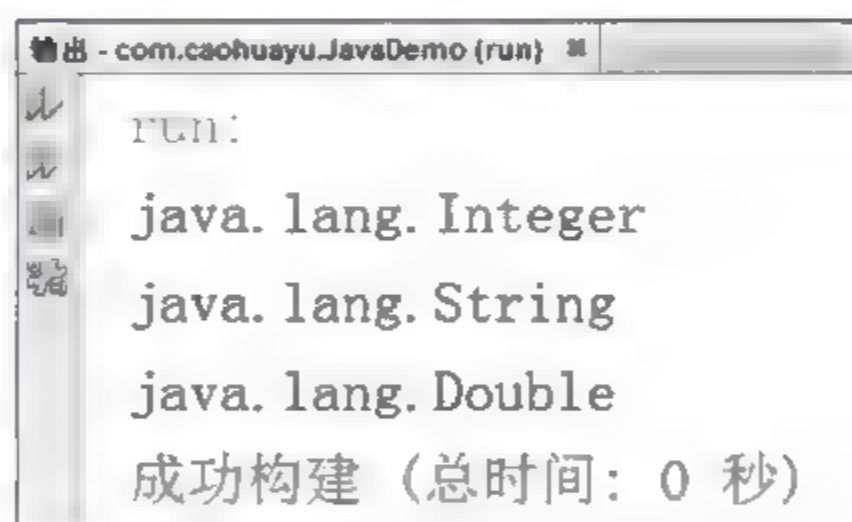 输出 - com.caohuayu.JavaDemo (run)
run:
java.lang.Integer
java.lang.String
java.lang.Double
成功构建 (总时间: 0 秒)